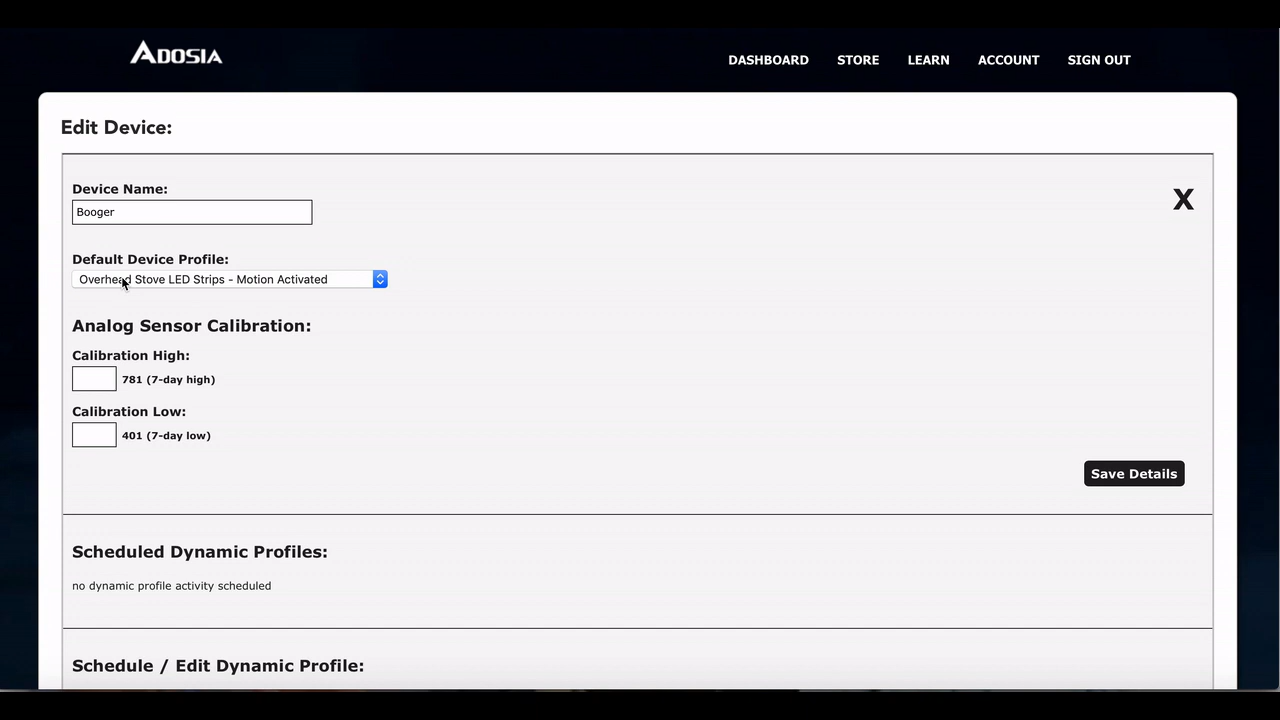 ADOSIA
DASHBOARD STORE LEARN ACCOUNT SIGN OUT
Edit Device:
Device Name:
X
Booger
Default Device Profile:
Overhead Stove LED Strips - Motion Activated
Analog Sensor Calibration:
Calibration High:
781 (7-day high)
Calibration Low:
401 (7-day low)
Save Details
Scheduled Dynamic Profiles:
no dynamic profile activity scheduled
Schedule / Edit Dynamic Profile: